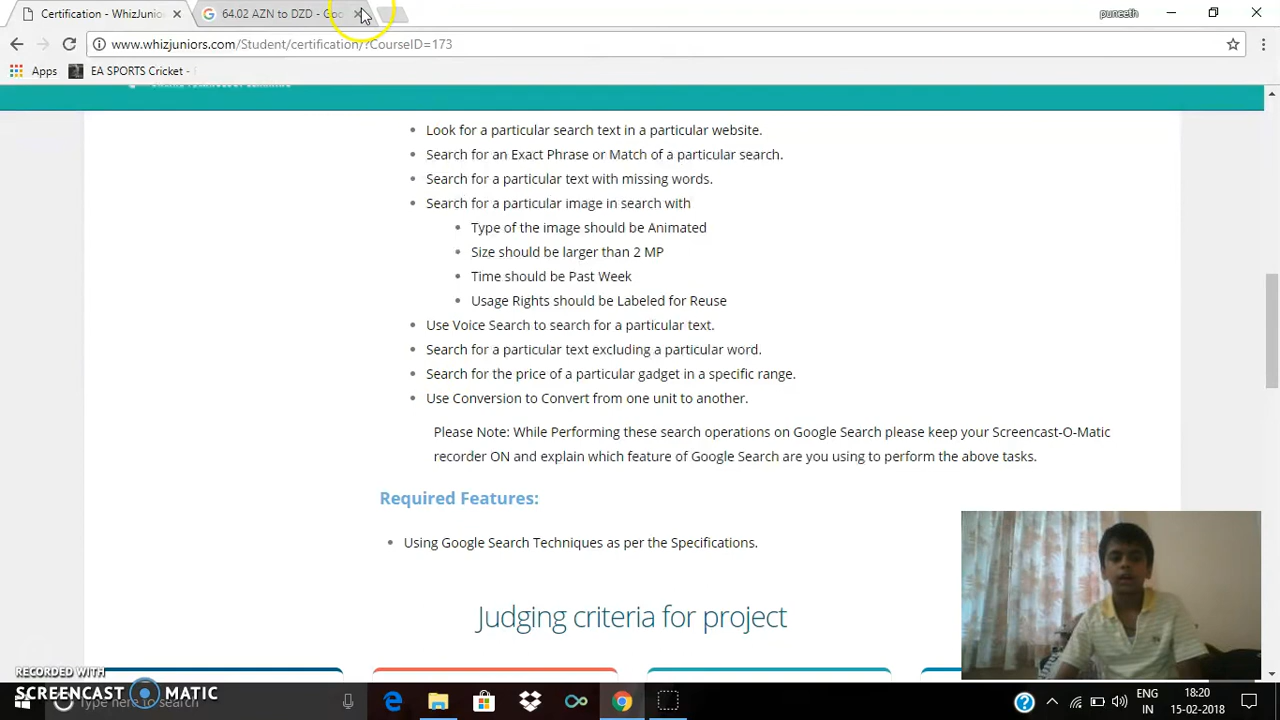 Certification - WhizJunio
64.02 AZN to DZD - Goo
puneeth
www.whizjuniors.com/Student/certification/?CourseID=173
Apps
EA SPORTS Cricket -
Look for a particular search text in a particular website.
Search for an Exact Phrase or Match of a particular search.
Search for a particular text with missing words.
Search for a particular image in search with
Type of the image should be Animated
Size should be larger than 2 MP
Time should be Past Week
Usage Rights should be Labeled for Reuse
Use Voice Search to search for a particular text.
Search for a particular text excluding a particular word.
Search for the price of a particular gadget in a specific range.
Use Conversion to Convert from one unit to another.
Please Note: While Performing these search operations on Google Search please keep your Screencast-O-Matic
recorder ON and explain which feature of Google Search are you using to perform the above tasks.
Required Features:
Using Google Search Techniques as per the Specifications.
Judging criteria for project
RECORDED WITH
SCREENCAST MATIC
Type here to search
ENG
IN
18:20
15-02-2018